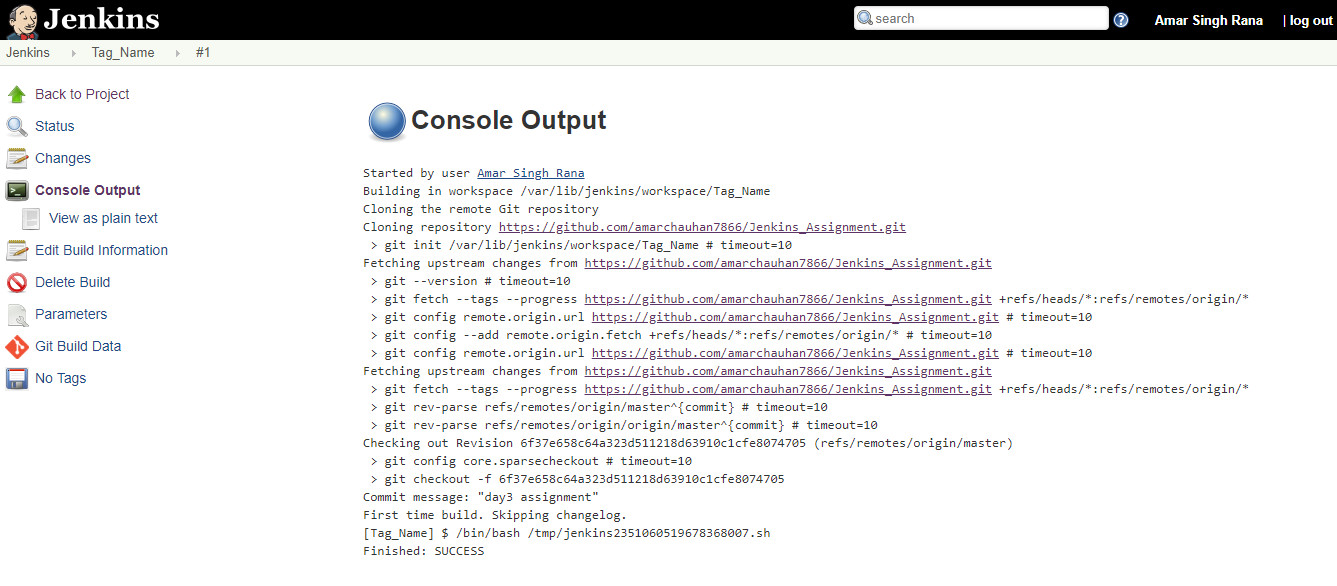 Jenkins
search
Amar Singh Rana
| log out
Jenkins
Tag_Name
#1
Back to Project
Status
Changes
Console Output
View as plain text
Edit Build Information
Delete Build
Parameters
Git Build Data
No Tags
Console Output
Started by user Amar Singh Rana
Building in workspace /var/lib/jenkins/workspace/Tag_Name
Cloning the remote Git repository
Cloning repository https://github.com/amarchauhan7866/Jenkins_Assignment.git
> git init /var/lib/jenkins/workspace/Tag_Name # timeout=10
Fetching upstream changes from https://github.com/amarchauhan7866/Jenkins_Assignment.git
> git --version # timeout=10
> git fetch --tags --progress https://github.com/amarchauhan7866/Jenkins_Assignment.git +refs/heads/*:refs/remotes/origin/*
> git config remote.origin.url https://github.com/amarchauhan7866/Jenkins_Assignment.git # timeout=10
> git config --add remote.origin.fetch +refs/heads/*:refs/remotes/origin/* # timeout=10
> git config remote.origin.url https://github.com/amarchauhan7866/Jenkins_Assignment.git # timeout=10
Fetching upstream changes from https://github.com/amarchauhan7866/Jenkins_Assignment.git
> git fetch --tags --progress https://github.com/amarchauhan7866/Jenkins_Assignment.git +refs/heads/*:refs/remotes/origin/*
> git rev-parse refs/remotes/origin/master^{commit} # timeout=10
> git rev-parse refs/remotes/origin/origin/master^{commit} # timeout=10
Checking out Revision 6f37e658c64a323d511218d63910c1cfe8074705 (refs/remotes/origin/master)
> git config core.sparsecheckout # timeout=10
> git checkout -f 6f37e658c64a323d511218d63910c1cfe8074705
Commit message: "day3 assignment"
First time build. Skipping changelog.
[Tag_Name] $ /bin/bash /tmp/jenkins2351060519678368007.sh
Finished: SUCCESS